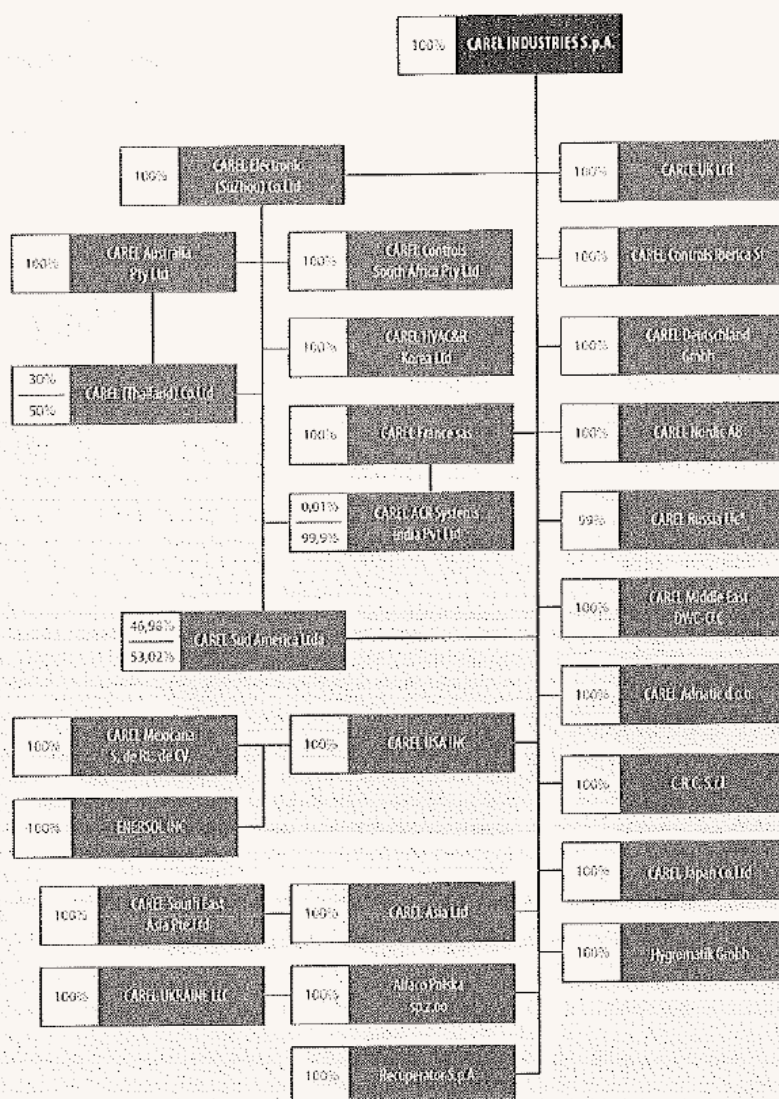 100% CAREL INDUSTRIES S.p.A.
100% CAREL Electronic
(SuZhou) Co Ltd
100% CAREL UK Ltd
100% CAREL Australia
Pty Ltd
100% CAREL Controls
South Africa Pty Ltd
100% CAREL Controls Iberica Sl
100% CAREL HVAC&R
Korea Ltd
100% CAREL Deutschland
Gmbh
30%
50%
CAREL (Thailand) Co Ltd
100% CAREL France sas
100% CAREL Nordic AB
0,01%
99,9%
CAREL ACR Systems
India Pvt Ltd
99% CAREL Russia Llc*
100% CAREL Middle East
DWC-LLC
46,98%
53,02%
CAREL Sud America Ltda
100% CAREL Adriatic d.o.o.
100% CAREL Mexicana
S. de RL. de CV.
100% CAREL USA INC
100% C.R.C. S.r.l.
100% ENERSOL INC
100% CAREL Japan Co Ltd
100% CAREL South East
Asia Pte Ltd
100% CAREL Asia Ltd
100% Hygromatik Gmbh
100% CAREL UKRAINE LLC
100% Alfaco Polska
sp.z.oo
100% Recuperator S.p.A